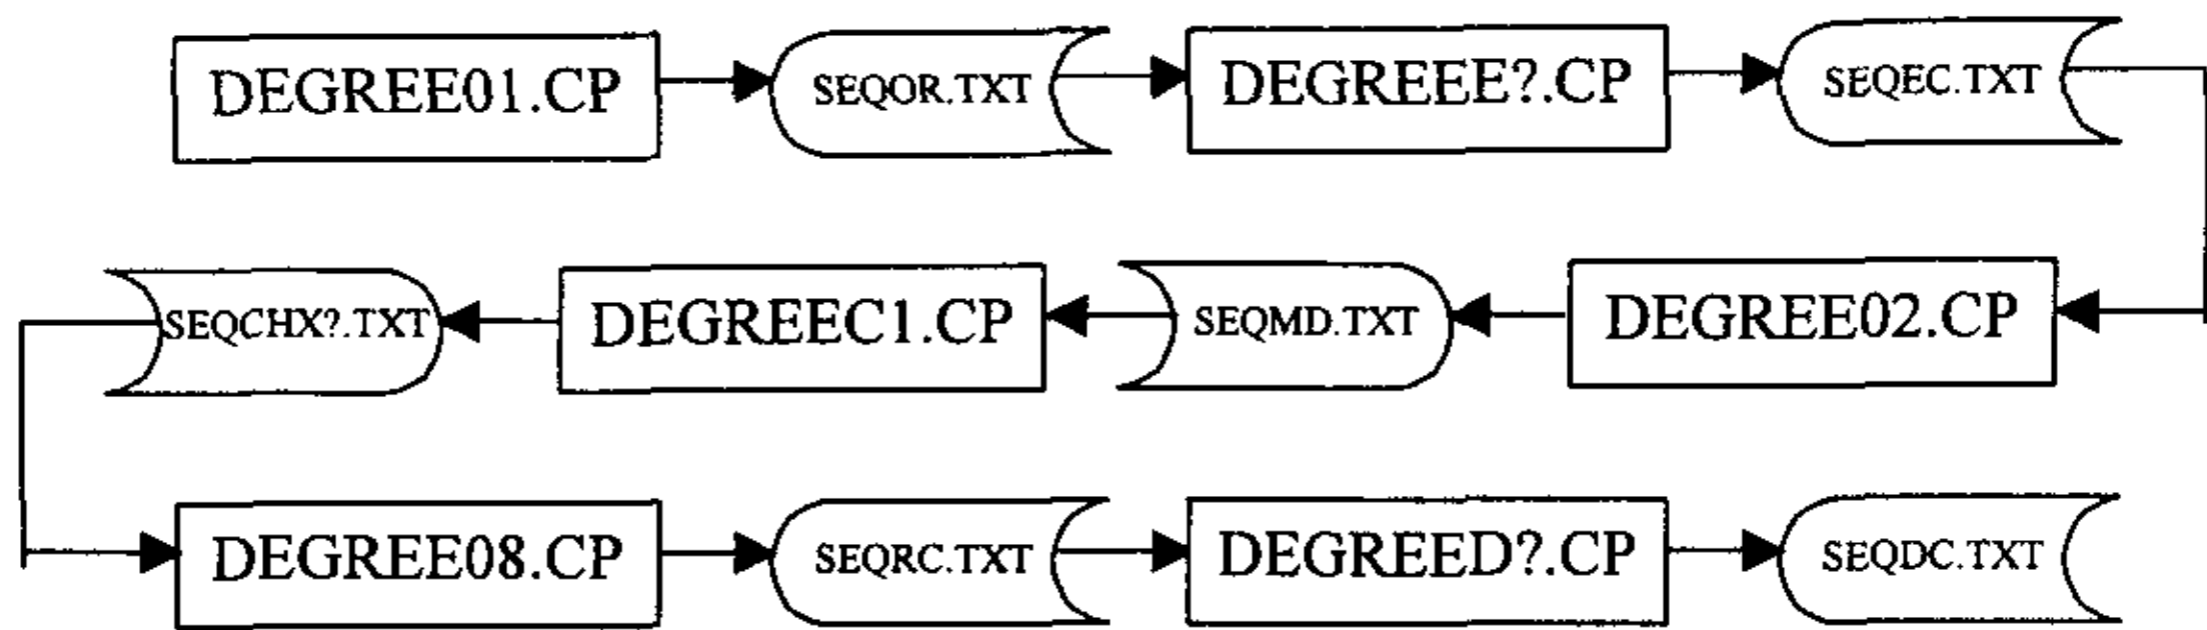 DEGREE01.CP SEQOR.TXT DEGREEE?.CP SEQEC.TXT
SEQCHX?.TXT DEGREEC1.CP SEQMD.TXT DEGREE02.CP
DEGREE08.CP SEQRC.TXT DEGREED?.CP SEQDC.TXT